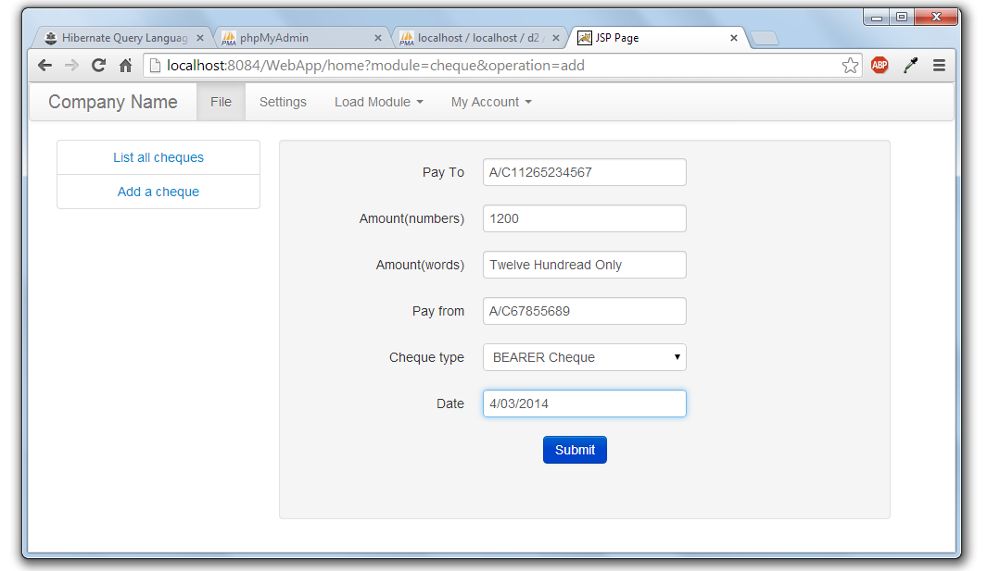 Hibernate Query Languag
phpMyAdmin
localhost / localhost / d2 /
JSP Page
localhost:8084/WebApp/home?module=cheque&operation=add
ABP
Company Name File Settings Load Module My Account
List all cheques
Add a cheque
Pay To A/C11265234567
Amount(numbers) 1200
Amount(words) Twelve Hundread Only
Pay from A/C67855689
Cheque type BEARER Cheque
Date 4/03/2014
Submit